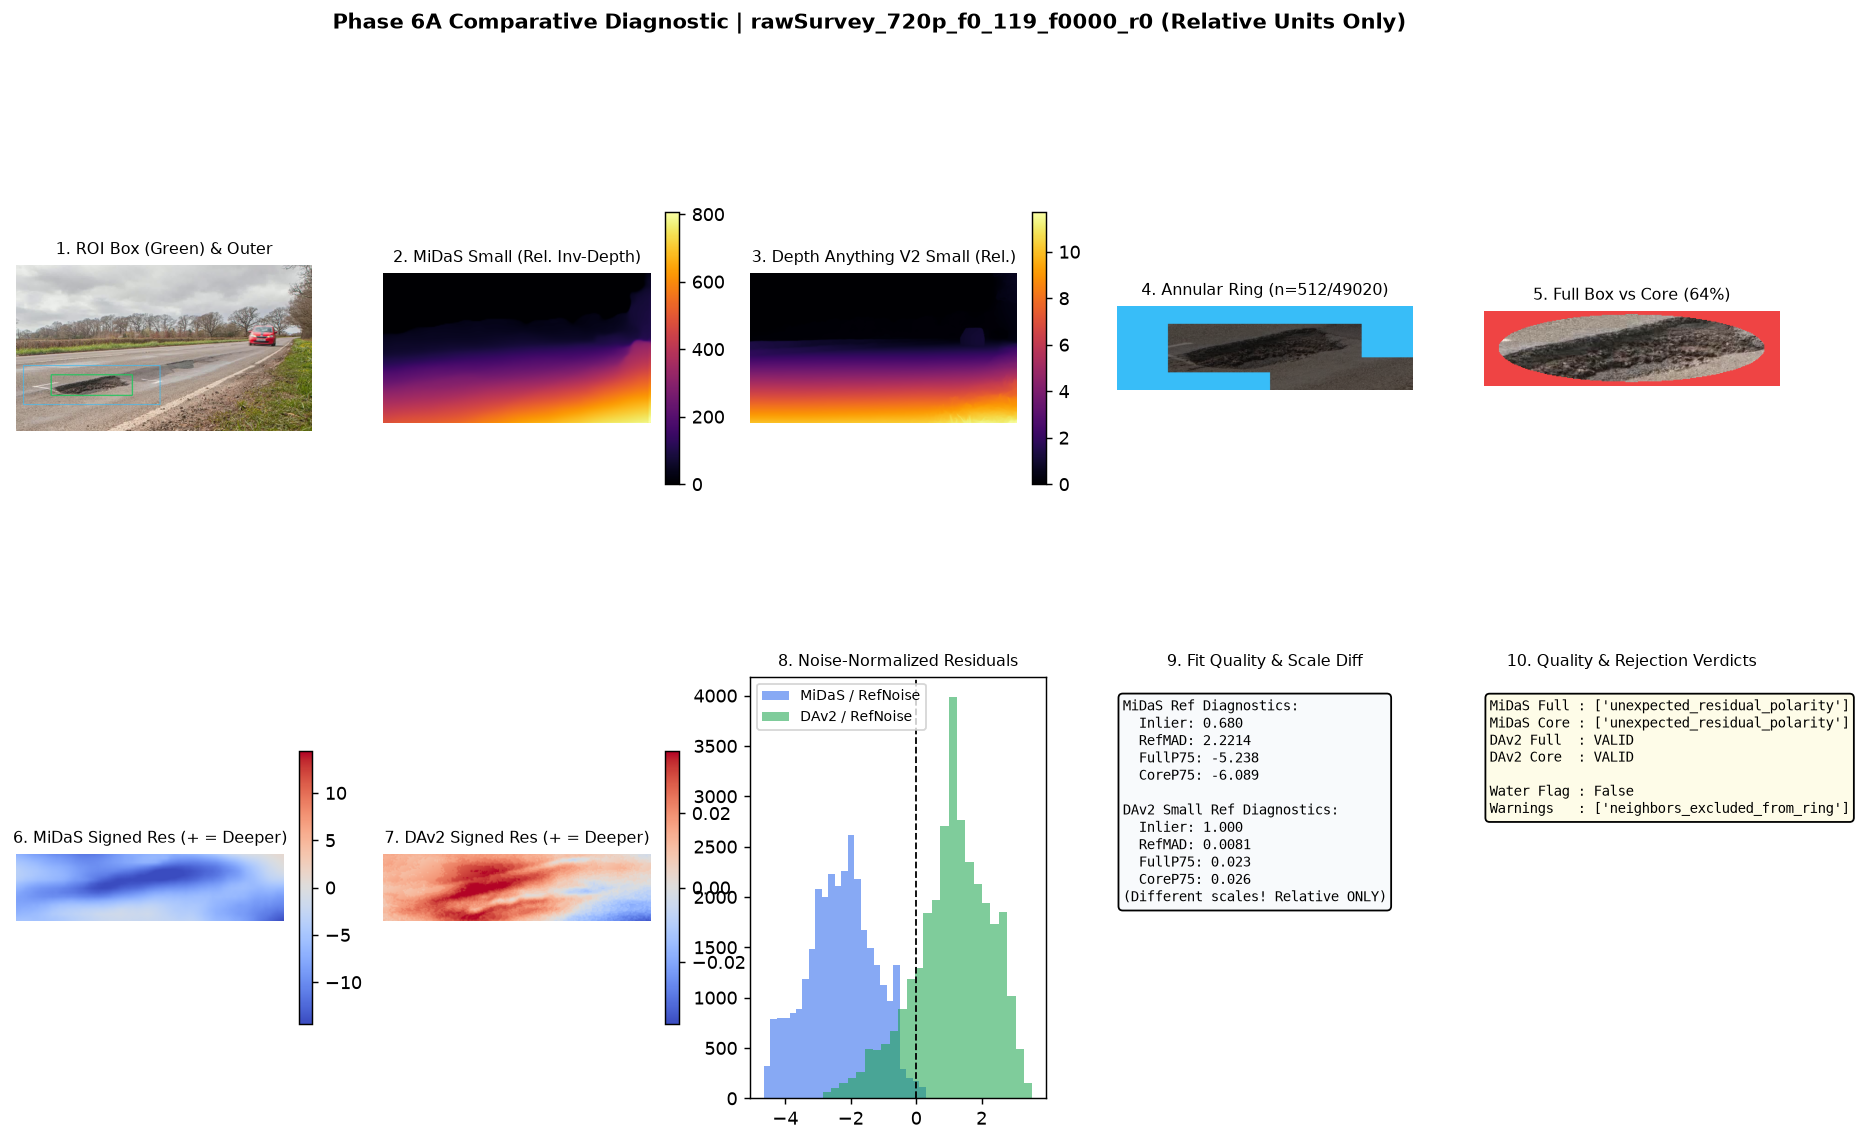 Phase 6A Comparative Diagnostic | rawSurvey_720p_f0_119_f0000_r0 (Relative Units Only)
1. ROI Box (Green) & Outer
2. MiDaS Small (Rel. Inv-Depth)
800
600
400
200
0
3. Depth Anything V2 Small (Rel.)
10
8
6
4
2
0
4. Annular Ring (n=512/49020)
5. Full Box vs Core (64%)
6. MiDaS Signed Res (+ = Deeper)
10
5
0
−5
−10
7. DAv2 Signed Res (+ = Deeper)
0.02
0.00
−0.02
8. Noise-Normalized Residuals
MiDaS / RefNoise
DAv2 / RefNoise
4000
3500
3000
2500
2000
1500
1000
500
0
−4 −2 0 2
9. Fit Quality & Scale Diff
MiDaS Ref Diagnostics:
Inlier: 0.680
RefMAD: 2.2214
FullP75: -5.238
CoreP75: -6.089
DAv2 Small Ref Diagnostics:
Inlier: 1.000
RefMAD: 0.0081
FullP75: 0.023
CoreP75: 0.026
(Different scales! Relative ONLY)
10. Quality & Rejection Verdicts
MiDaS Full : ['unexpected_residual_polarity']
MiDaS Core : ['unexpected_residual_polarity']
DAv2 Full : VALID
DAv2 Core : VALID
Water Flag : False
Warnings : ['neighbors_excluded_from_ring']